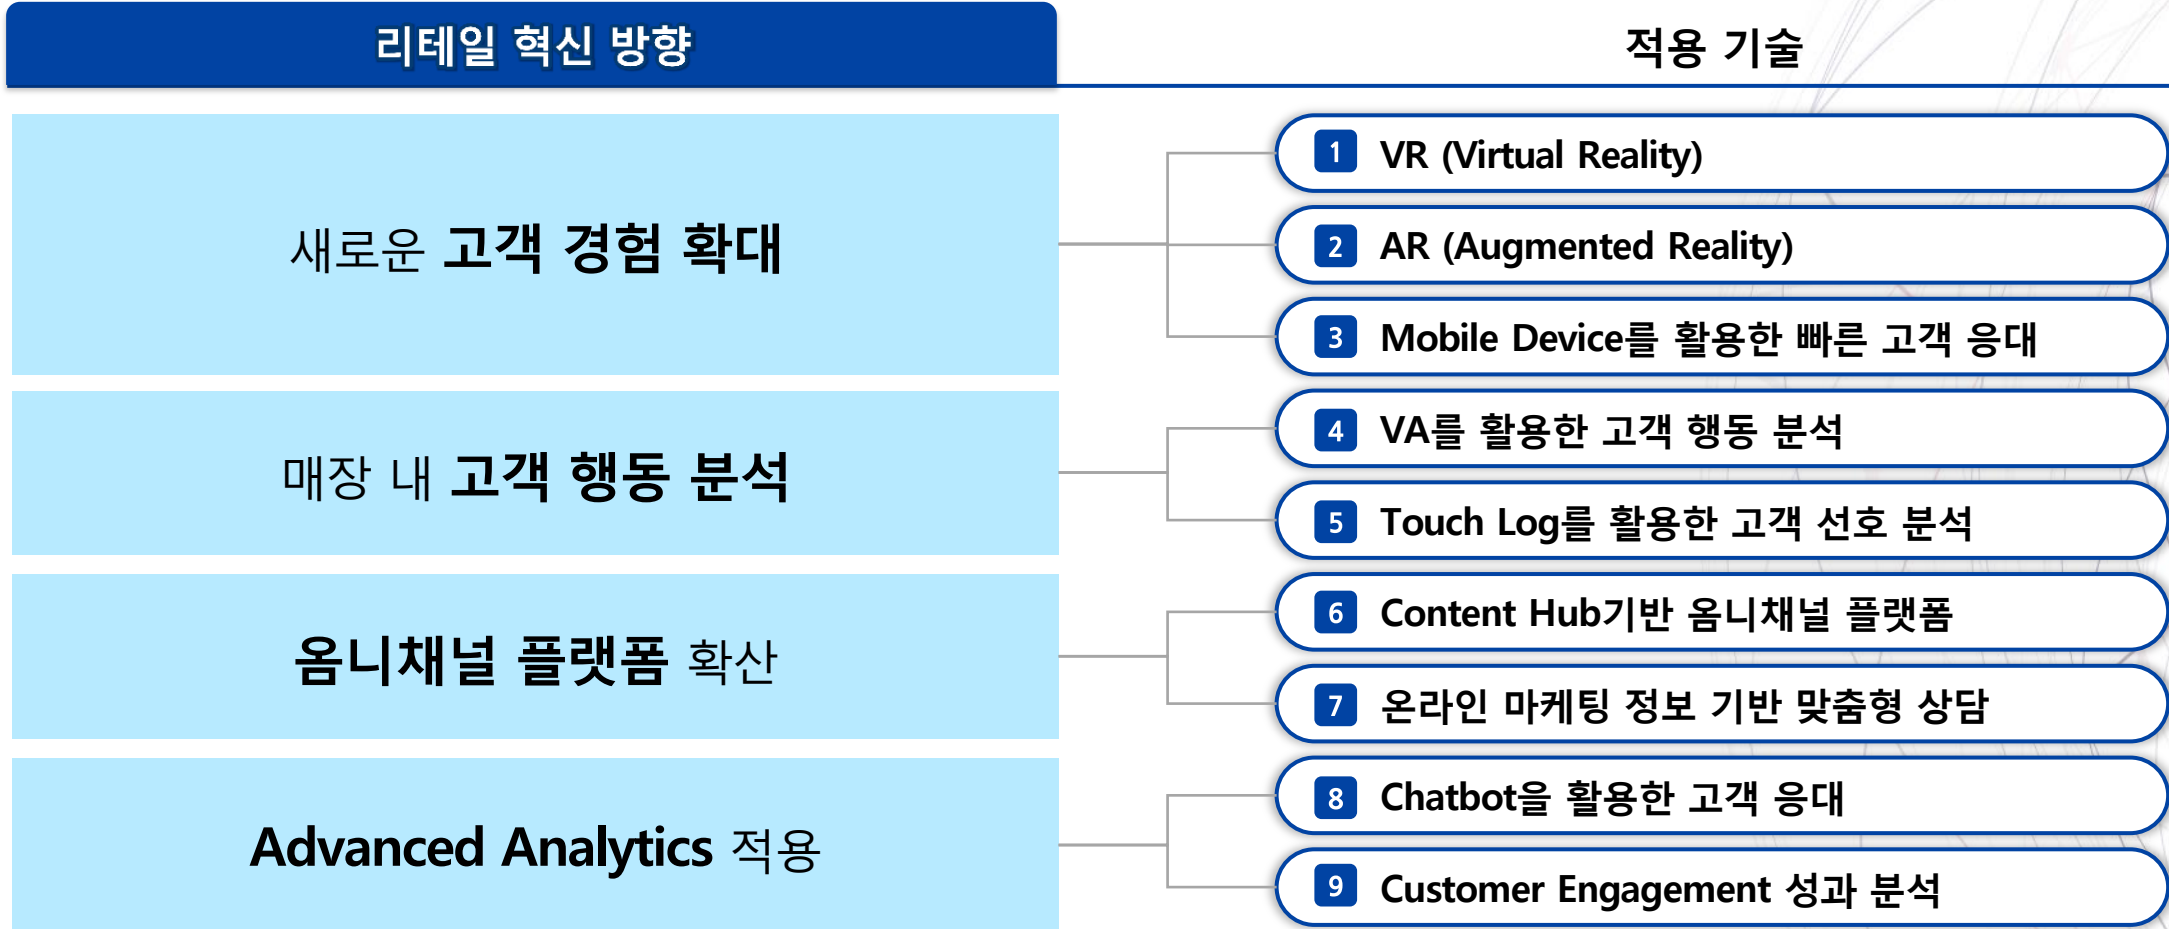 리테일 혁신 방향
적용 기술
새로운 고객 경험 확대
1 VR (Virtual Reality)
2 AR (Augmented Reality)
3 Mobile Device를 활용한 빠른 고객 응대
매장 내 고객 행동 분석
4 VA를 활용한 고객 행동 분석
5 Touch Log를 활용한 고객 선호 분석
옴니채널 플랫폼 확산
6 Content Hub기반 옴니채널 플랫폼
7 온라인 마케팅 정보 기반 맞춤형 상담
Advanced Analytics 적용
8 Chatbot을 활용한 고객 응대
9 Customer Engagement 성과 분석